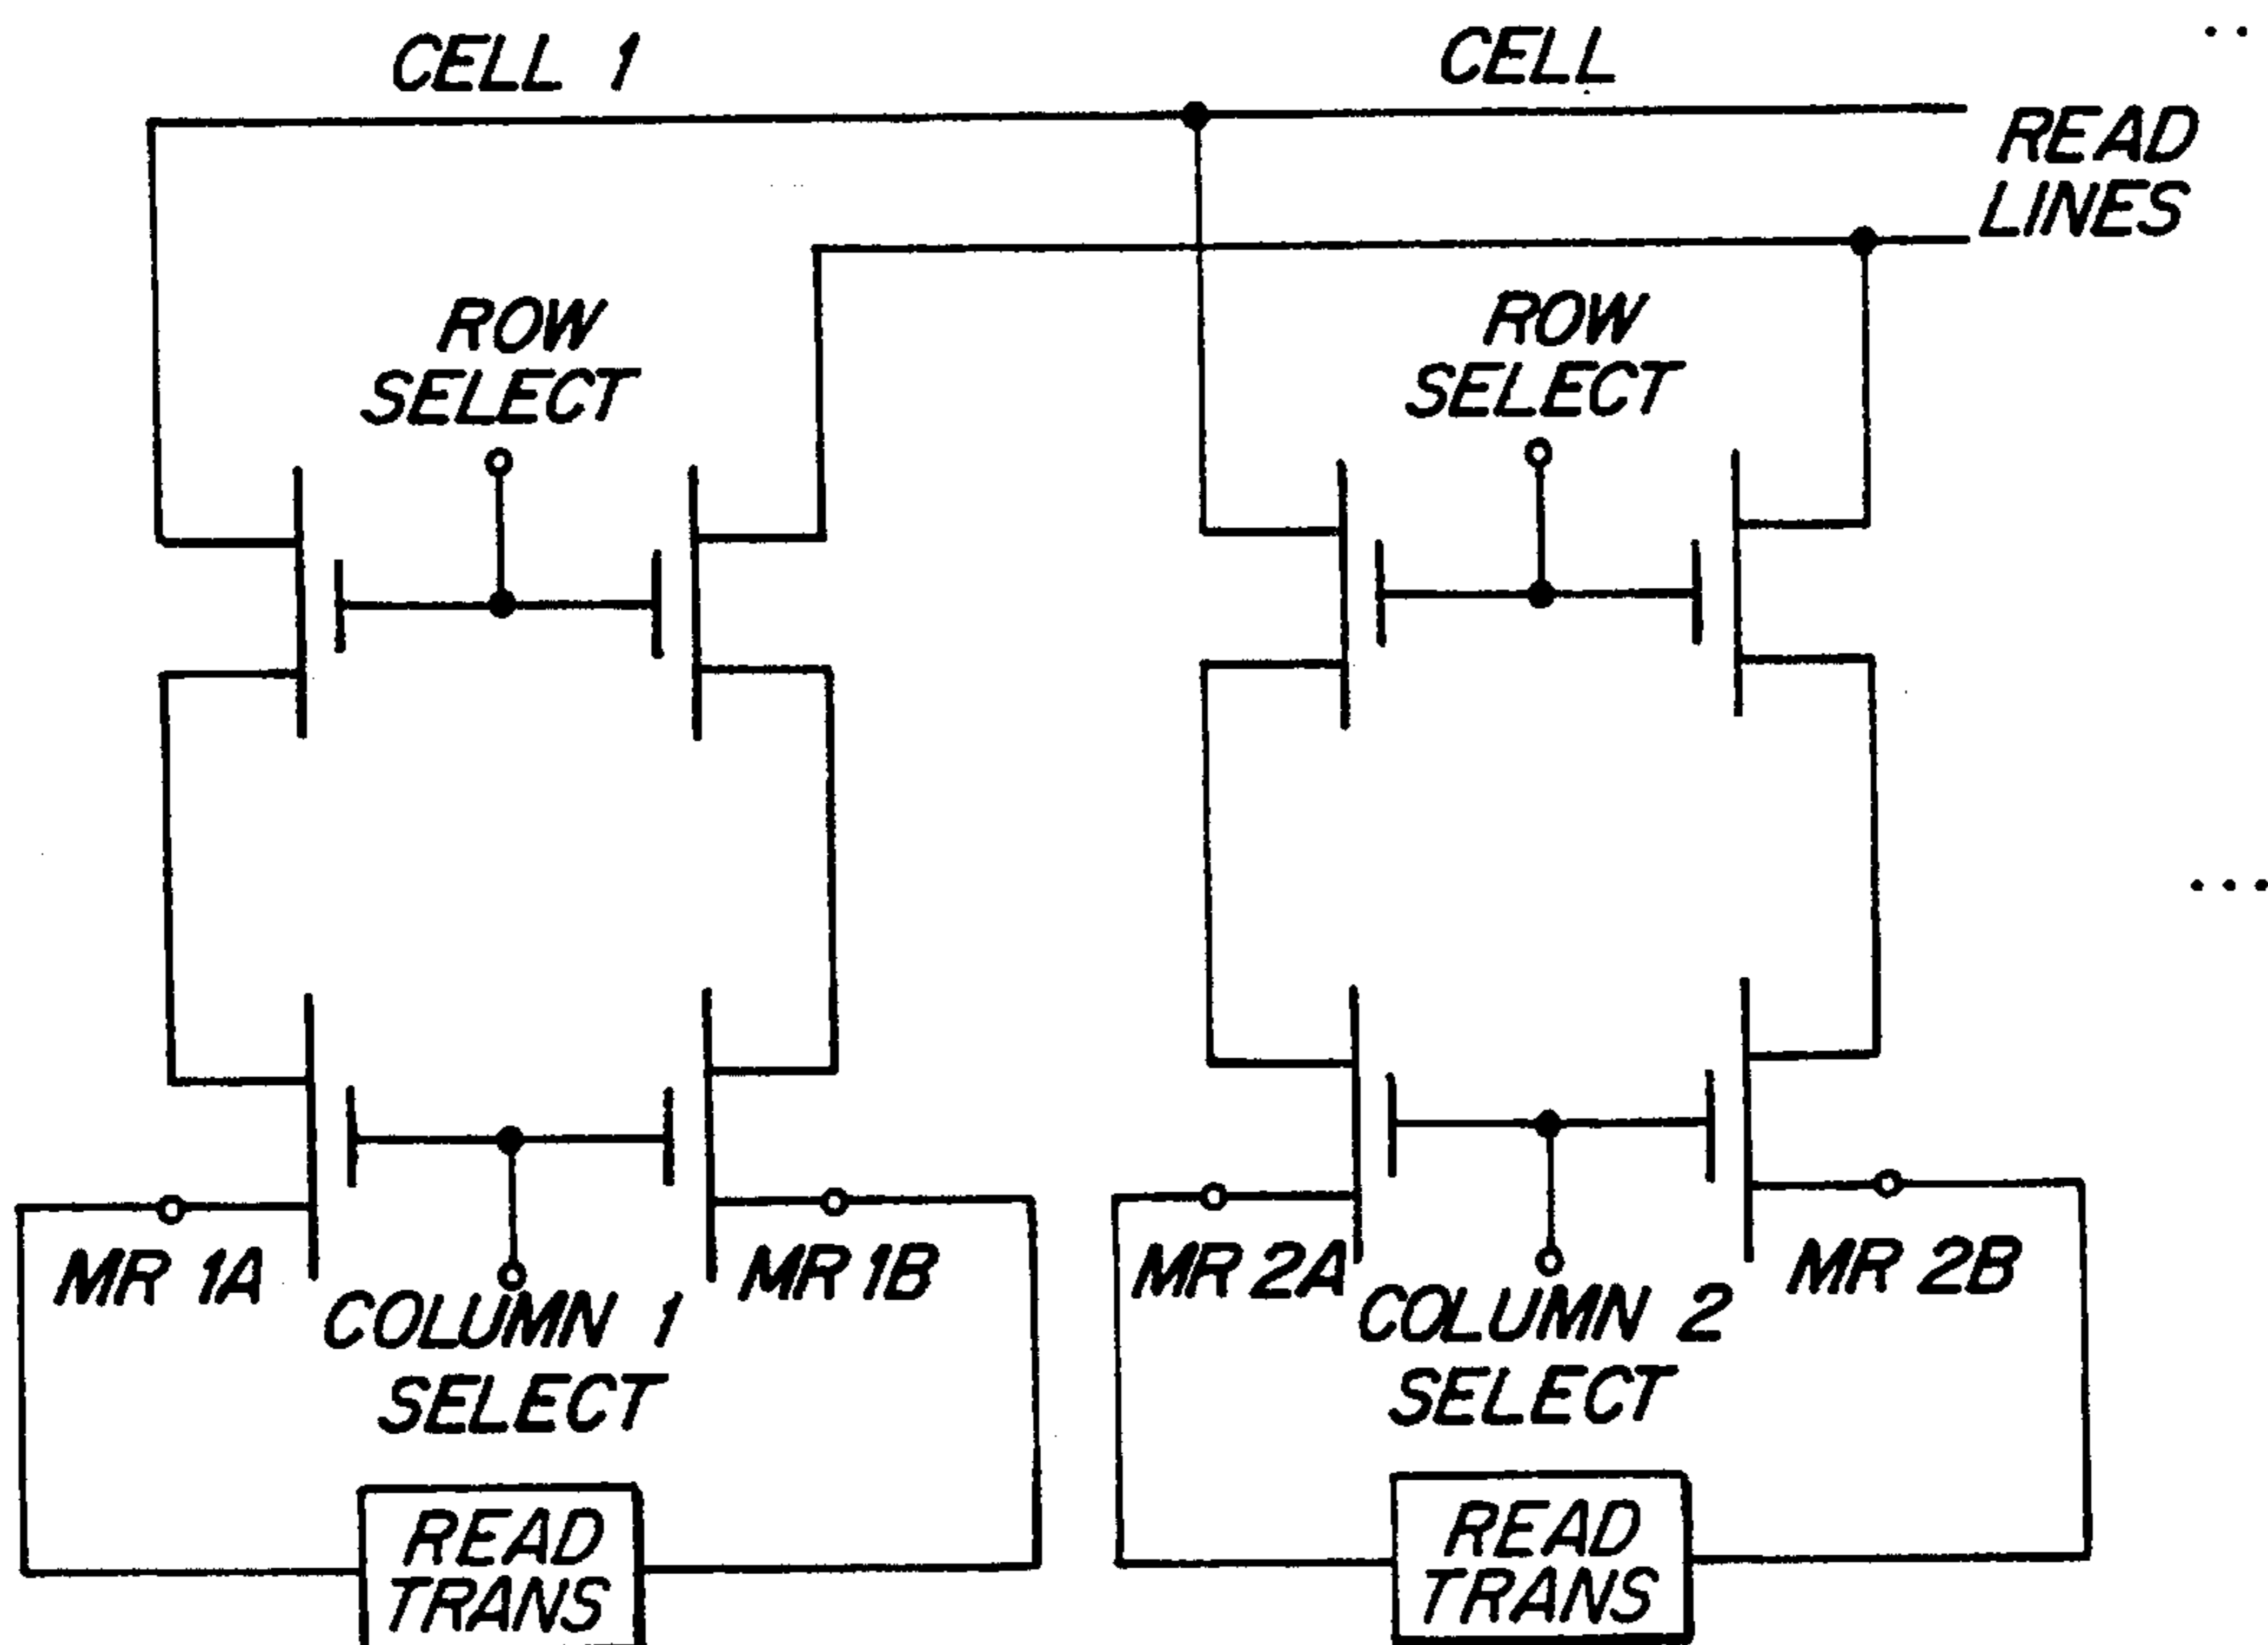 CELL 1
CELL
READ
LINES
ROW
SELECT
ROW
SELECT
MR 1A
MR 1B
MR 2A
MR 2B
COLUMN 1
SELECT
COLUMN 2
SELECT
READ
TRANS
READ
TRANS